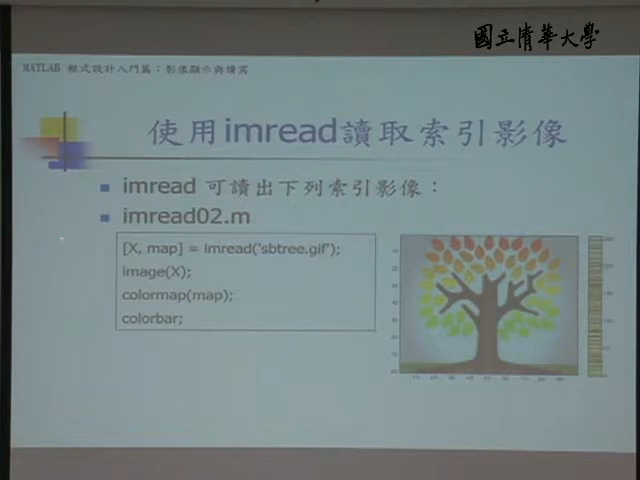 國立清華大學
MATLAB 程式設計入門篇：影像顯示與讀寫
使用imread讀取索引影像
imread 可讀出下列索引影像：
imread02.m
[X, map] = imread('sbtree.gif');
image(X);
colormap(map);
colorbar;